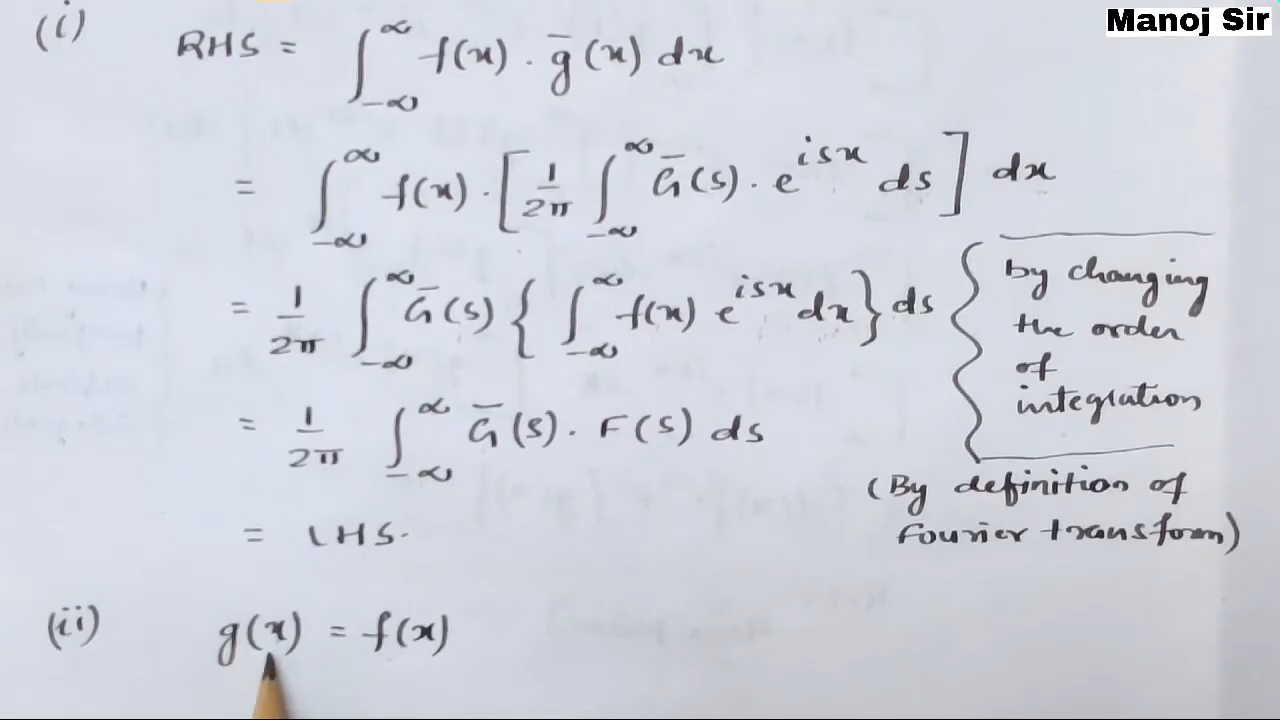 Manoj Sir
(i) RHS = ∫_{-∞}^{∞} f(x) · g̅(x) dx
= ∫_{-∞}^{∞} f(x) · [1/2π ∫_{-∞}^{∞} G̅(s) · e^{isx} ds] dx
= 1/2π ∫_{-∞}^{∞} G̅(s) { ∫_{-∞}^{∞} f(x) e^{isx} dx } ds { by changing
the order
of
integration
= 1/2π ∫_{-∞}^{∞} G̅(s) · F(s) ds
(By definition of
Fourier transform)
= LHS.
(ii) g(x) = f(x)